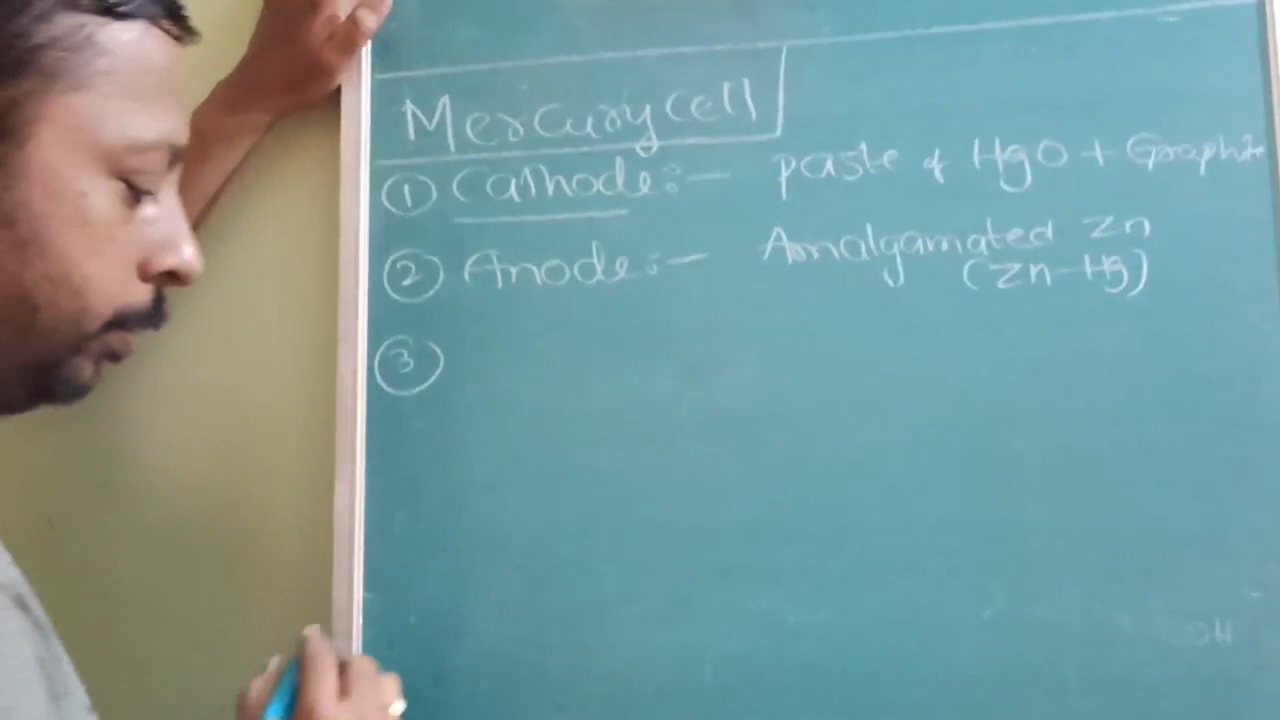 Mercury cell
① Cathode:- paste of HgO + Graphite
② Anode:- Amalgamated Zn
(Zn-Hg)
③